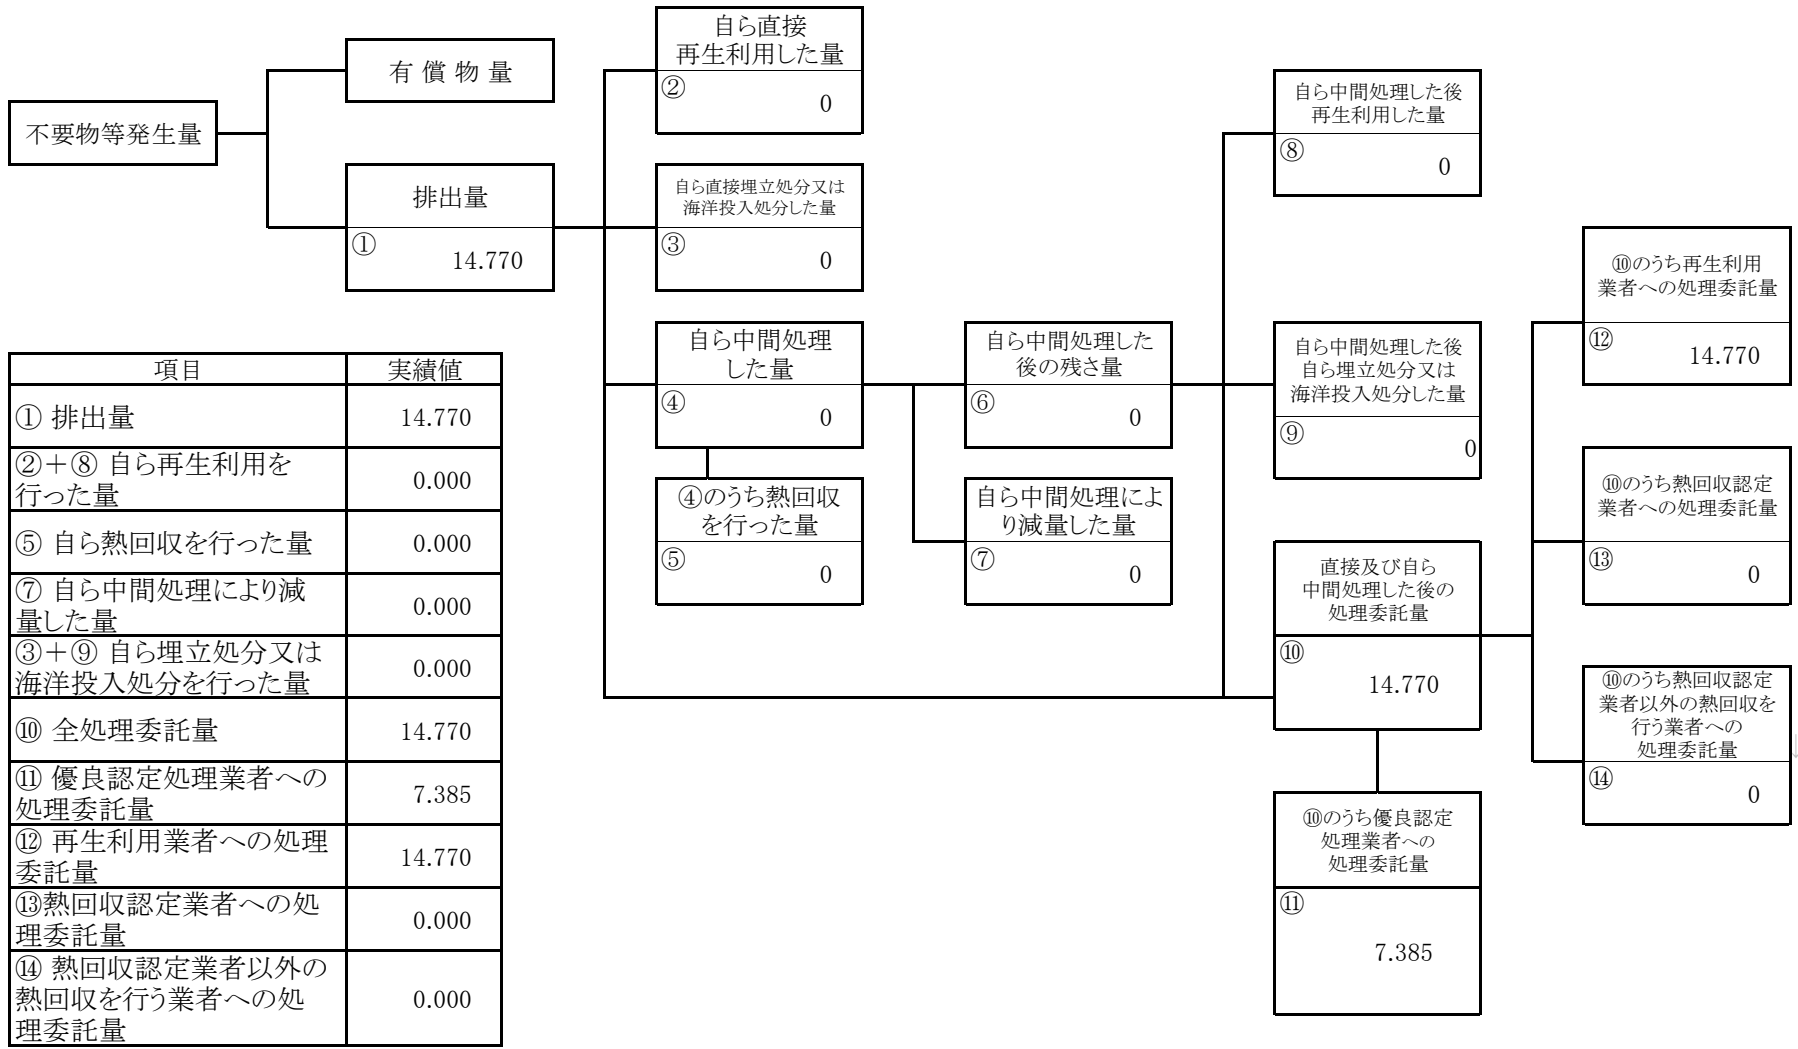 不要物等発生量
有償物量
排出量
①
14.770
自ら直接
再生利用した量
②
0
自ら直接埋立処分又は
海洋投入処分した量
③
0
自ら中間処理
した量
④
0
④のうち熱回収
を行った量
⑤
0
自ら中間処理した
後の残さ量
⑥
0
自ら中間処理によ
り減量した量
⑦
0
自ら中間処理した後
再生利用した量
⑧
0
自ら中間処理した後
自ら埋立処分又は
海洋投入処分した量
⑨
0
直接及び自ら
中間処理した後の
処理委託量
⑩
14.770
⑩のうち優良認定
処理業者への
処理委託量
⑪
7.385
⑩のうち再生利用
業者への処理委託量
⑫
14.770
⑩のうち熱回収認定
業者への処理委託量
⑬
0
⑩のうち熱回収認定
業者以外の熱回収を
行う業者への
処理委託量
⑭
0
項目 実績値
① 排出量 14.770
②＋⑧ 自ら再生利用を
行った量 0.000
⑤ 自ら熱回収を行った量 0.000
⑦ 自ら中間処理により減
量した量 0.000
③＋⑨ 自ら埋立処分又は
海洋投入処分を行った量 0.000
⑩ 全処理委託量 14.770
⑪ 優良認定処理業者への
処理委託量 7.385
⑫ 再生利用業者への処理
委託量 14.770
⑬熱回収認定業者への処
理委託量 0.000
⑭ 熱回収認定業者以外の
熱回収を行う業者への処
理委託量 0.000